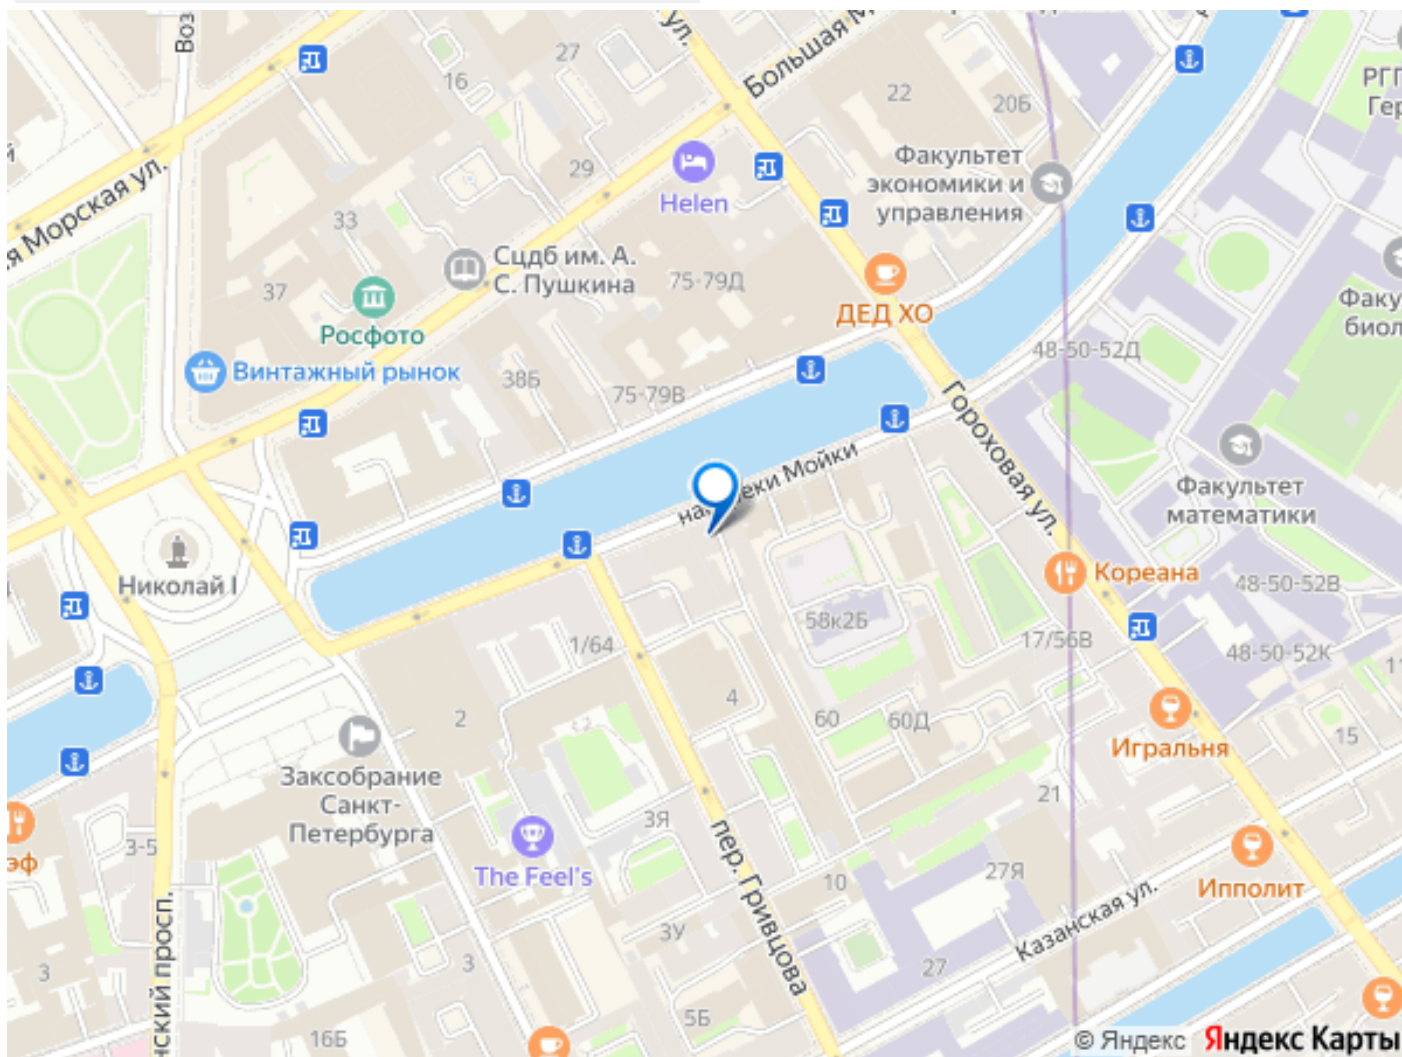 Воз
ул.
Большая М
27
16
22
20Б
РГП
Гер
й
я Морская ул.
29
Helen
Факультет
экономики и
управления
33
Сцдб им. А.
С. Пушкина
75-79Д
37
Росфото
ДЕД ХО
Факу
биол
48-50-52Д
Винтажный рынок
38Б
75-79В
Гороховая ул.
наб. реки Мойки
Факультет
математики
Николай I
Кореана
48-50-52В
58к2Б
17/56В
1/64
48-50-52К
11
4
2
60
60Д
Игральня
15
Заксобрание
Санкт-
Петербурга
21
3Я
3-5
эф
The Feel's
пер. Гривцова
10
27Я
Ипполит
Казанская ул.
нский просп.
3У
3
3
27
5Б
16Б
© Яндекс Яндекс Карты